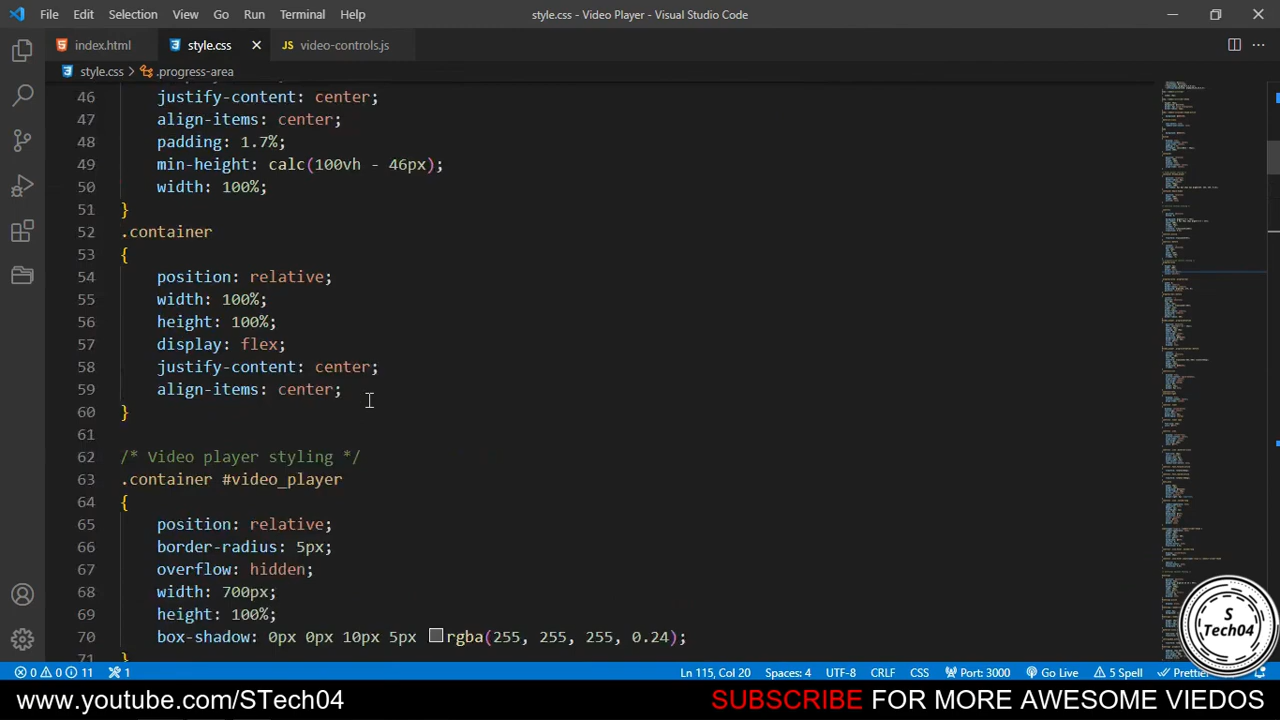 File Edit Selection View Go Run Terminal Help style.css - Video Player - Visual Studio Code
index.html style.css video-controls.js
style.css > .progress-area
46 justify-content: center;
47 align-items: center;
48 padding: 1.7%;
49 min-height: calc(100vh - 46px);
50 width: 100%;
51 }
52 .container
53 {
54 position: relative;
55 width: 100%;
56 height: 100%;
57 display: flex;
58 justify-content: center;
59 align-items: center;
60 }
61
62 /* Video player styling */
63 .container #video_player
64 {
65 position: relative;
66 border-radius: 5px;
67 overflow: hidden;
68 width: 700px;
69 height: 100%;
70 box-shadow: 0px 0px 10px 5px rgba(255, 255, 255, 0.24);
71 }
S
Tech04
0 0 11 1 Ln 115, Col 20 Spaces: 4 UTF-8 CRLF CSS Port: 3000 Go Live 5 Spell Prettier
www.youtube.com/STech04 SUBSCRIBE FOR MORE AWESOME VIEDOS